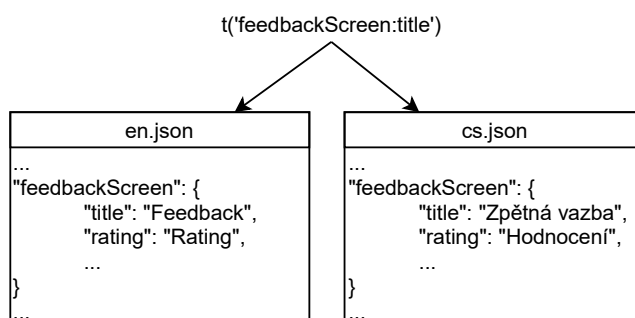 t('feedbackScreen:title')
en.json
...
"feedbackScreen": {
"title": "Feedback",
"rating": "Rating",
...
}
...
cs.json
...
"feedbackScreen": {
"title": "Zpětná vazba",
"rating": "Hodnocení",
...
}
...